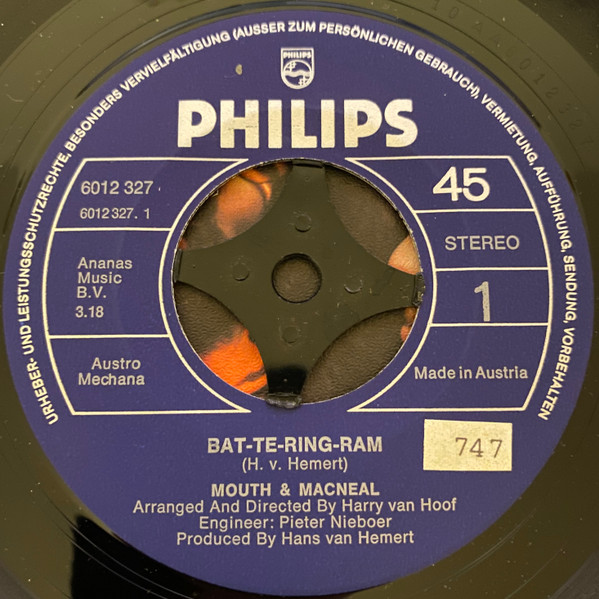 URHEBER- UND LEISTUNGSSCHUTZRECHTE, BESONDERS VERVIELFÄLTIGUNG (AUSSER ZUM PERSÖNLICHEN GEBRAUCH), VERMIETUNG, AUFFÜHRUNG, SENDUNG, VORBEHALTEN
PHILIPS
PHILIPS
6012 327
6012 327. 1
Ananas
Music
B.V.
3.18
Austro
Mechana
45
STEREO
1
Made in Austria
BAT-TE-RING-RAM
(H. v. Hemert)
747
MOUTH & MACNEAL
Arranged And Directed By Harry van Hoof
Engineer: Pieter Nieboer
Produced By Hans van Hemert